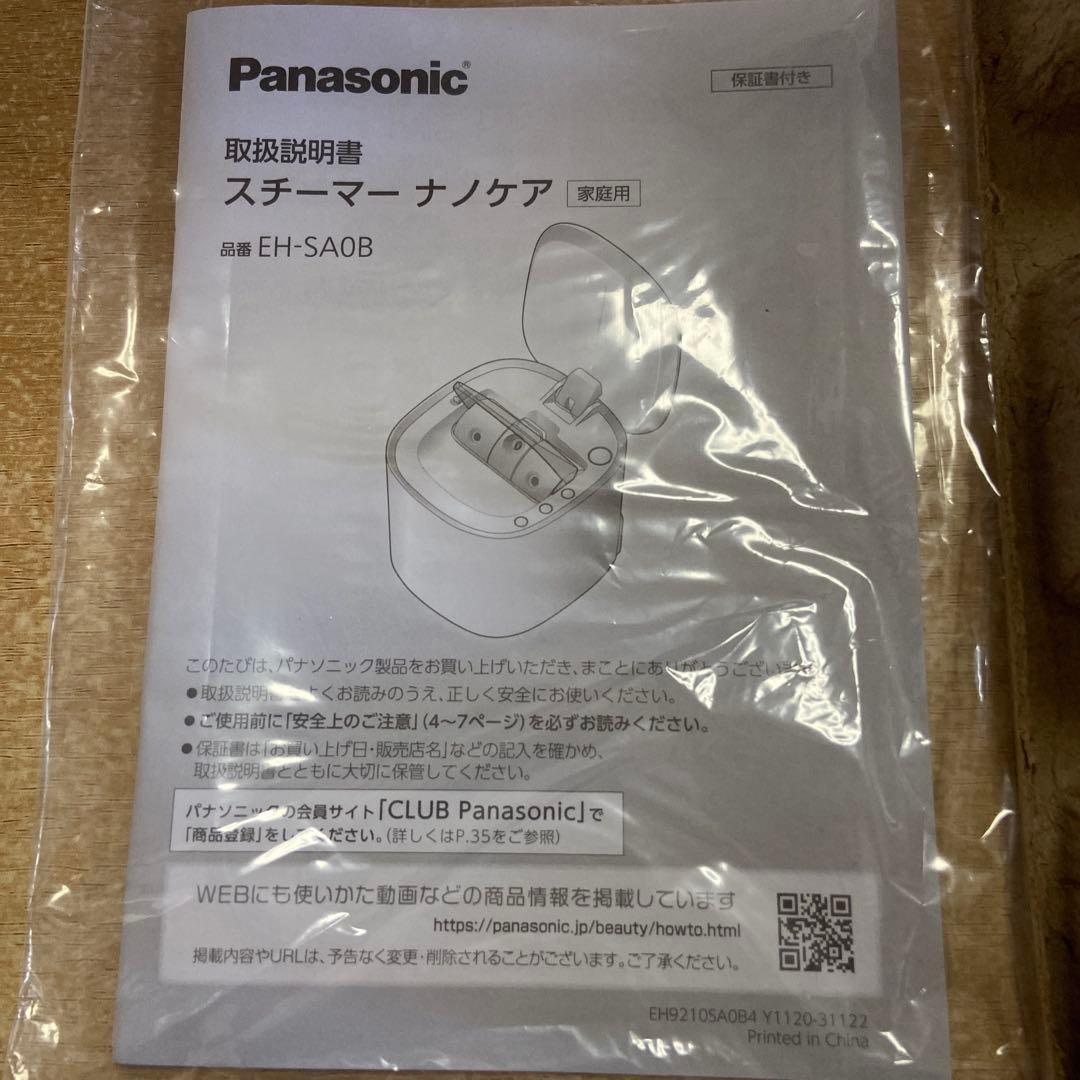 Panasonic®
保証書付き
取扱説明書
スチーマー ナノケア 家庭用
品番 EH-SA0B
このたびは、パナソニック製品をお買い上げいただき、まことにありがとうござい
●取扱説明 よくお読みのうえ、正しく安全にお使いください。
●ご使用前に「安全上のご注意」(4～7ページ)を必ずお読みください。
●保証書は「お買い上げ日・販売店名」などの記入を確かめ、
取扱説明書とともに大切に保管してください。
パナソニックの会員サイト「CLUB Panasonic」で
「商品登録」をしてください。(詳しくはP.35をご参照)
WEBにも使いかた動画などの商品情報を掲載しています
https://panasonic.jp/beauty/howto.html
掲載内容やURLは、予告なく変更・削除されることがございます。ご了承ください。
EH9210SA0B4 Y1120-31122
Printed in China